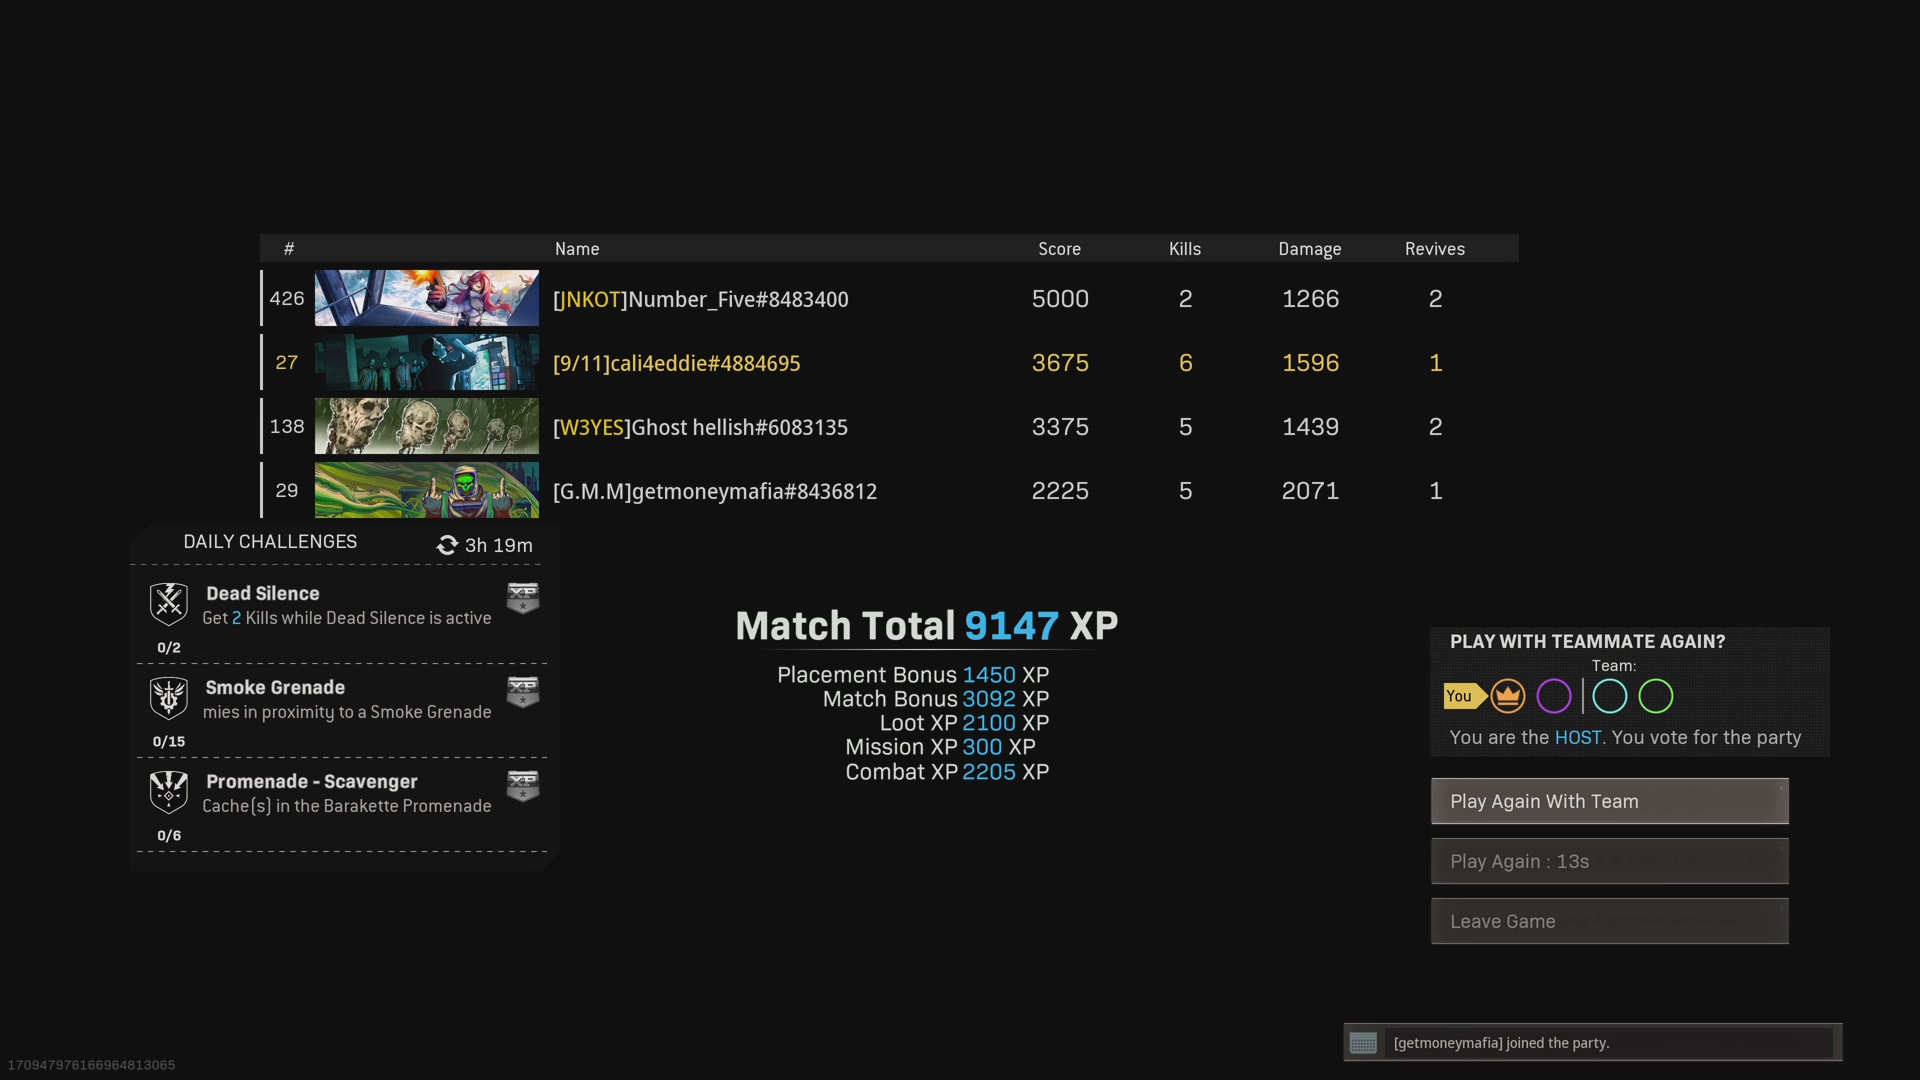 # Name Score Kills Damage Revives
426 [JNKOT]Number_Five#8483400 5000 2 1266 2
27 [9/11]cali4eddie#4884695 3675 6 1596 1
138 [W3YES]Ghost hellish#6083135 3375 5 1439 2
29 [G.M.M]getmoneymafia#8436812 2225 5 2071 1
DAILY CHALLENGES 3h 19m
Dead Silence
XP
Get 2 Kills while Dead Silence is active
0/2
Smoke Grenade
XP
mies in proximity to a Smoke Grenade
0/15
Promenade - Scavenger
XP
Cache(s) in the Barakette Promenade
0/6
Match Total 9147 XP
Placement Bonus 1450 XP
Match Bonus 3092 XP
Loot XP 2100 XP
Mission XP 300 XP
Combat XP 2205 XP
PLAY WITH TEAMMATE AGAIN?
Team:
You
You are the HOST. You vote for the party
Play Again With Team
Play Again : 13s
Leave Game
[getmoneymafia] joined the party.
170947976166964813065